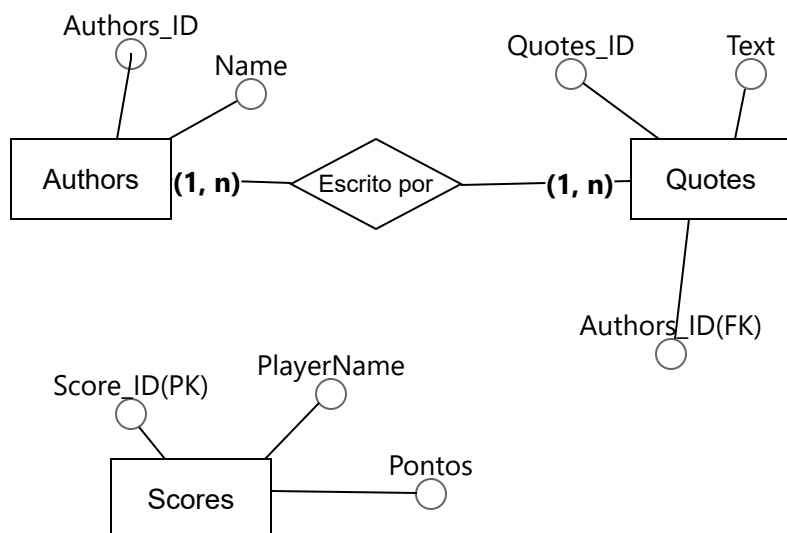 Authors_ID
Name
Quotes_ID
Text
Authors
(1, n)
Escrito por
(1, n)
Quotes
Authors_ID(FK)
Score_ID(PK)
PlayerName
Pontos
Scores